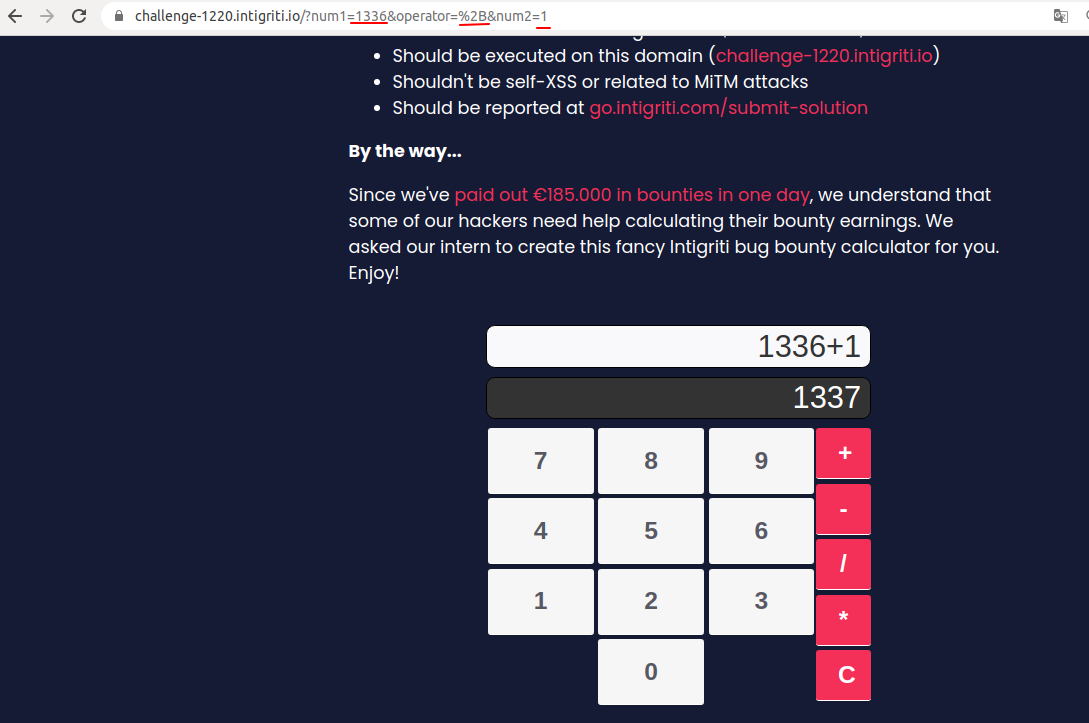 challenge-1220.intigriti.io/?num1=1336&operator=%2B&num2=1
• Should be executed on this domain (challenge-1220.intigriti.io)
• Shouldn't be self-XSS or related to MiTM attacks
• Should be reported at go.intigriti.com/submit-solution
By the way...
Since we've paid out €185.000 in bounties in one day, we understand that
some of our hackers need help calculating their bounty earnings. We
asked our intern to create this fancy Intigriti bug bounty calculator for you.
Enjoy!
1336+1
1337
7 8 9 +
-
4 5 6 /
1 2 3 *
0 C